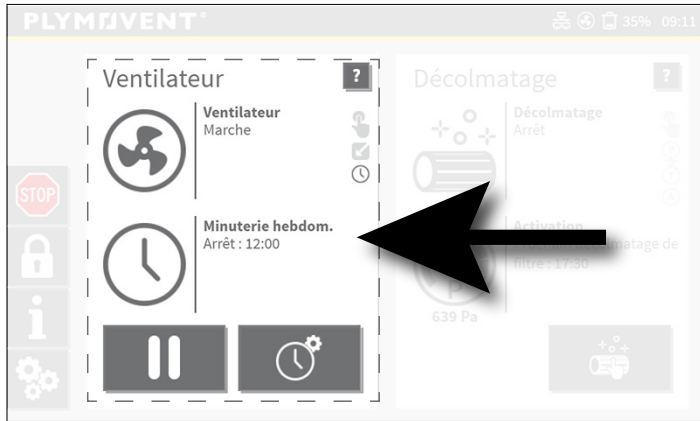 PLYMOVENT®
35% 09:11
Ventilateur
?
Ventilateur
Marche
Minuterie hebdom.
Arrêt : 12:00
Décolmatage
?
Décolmatage
Arrêt
Activation
matage de
filtre : 17:30
P
639 Pa
STOP
i